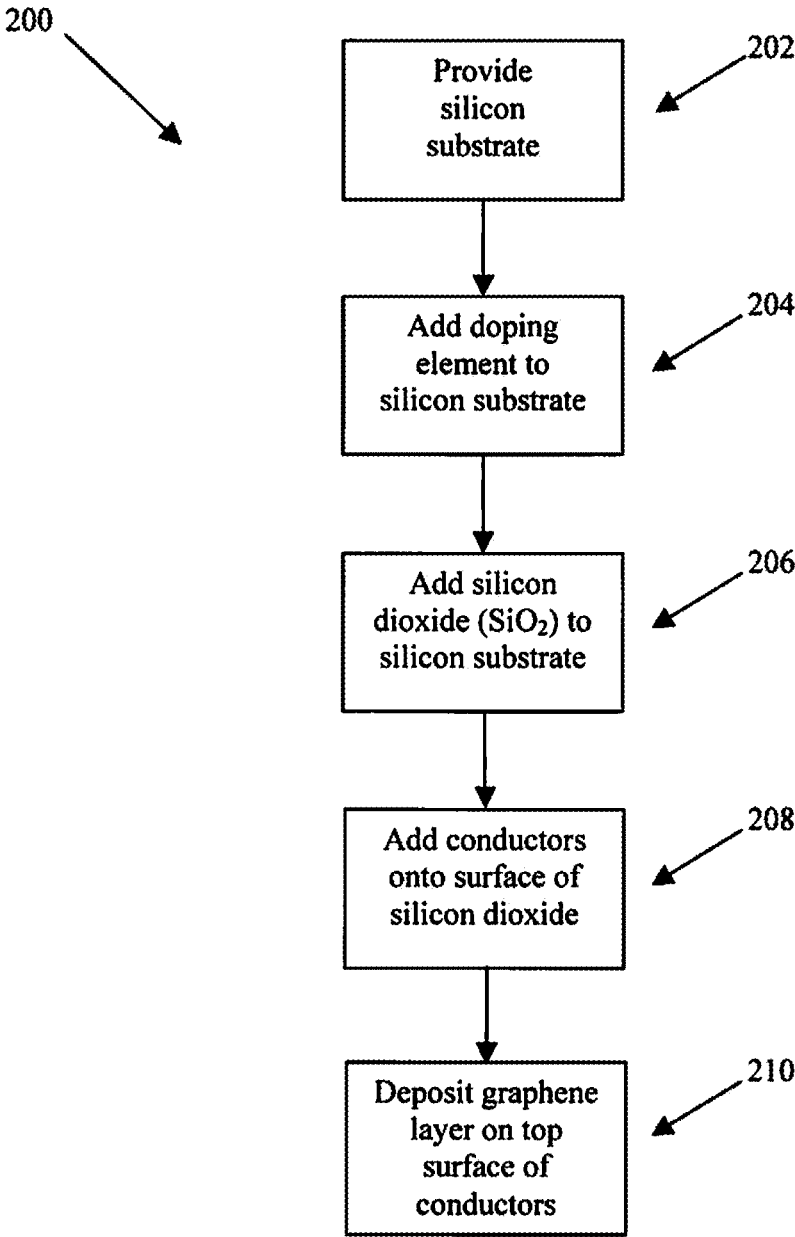 200
202
Provide
silicon
substrate
204
Add doping
element to
silicon substrate
206
Add silicon
dioxide (SiO₂) to
silicon substrate
208
Add conductors
onto surface of
silicon dioxide
210
Deposit graphene
layer on top
surface of
conductors